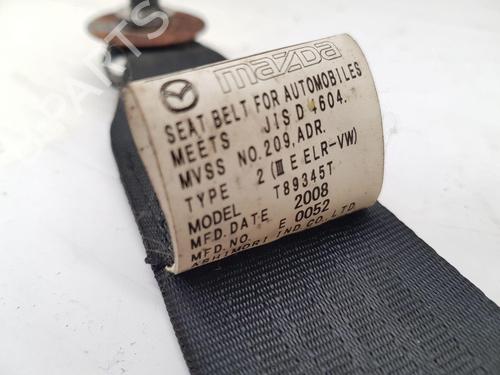 mazda
SEAT BELT FOR AUTOMOBILES
MEETS JIS D 4604.
MVSS NO.209,ADR.
TYPE 2 (Ⅲ E ELR-VW)
MODEL T89345T
MFD.DATE 2008
MFD.NO. E 0052
ASHIMORI IND.CO.,LTD.